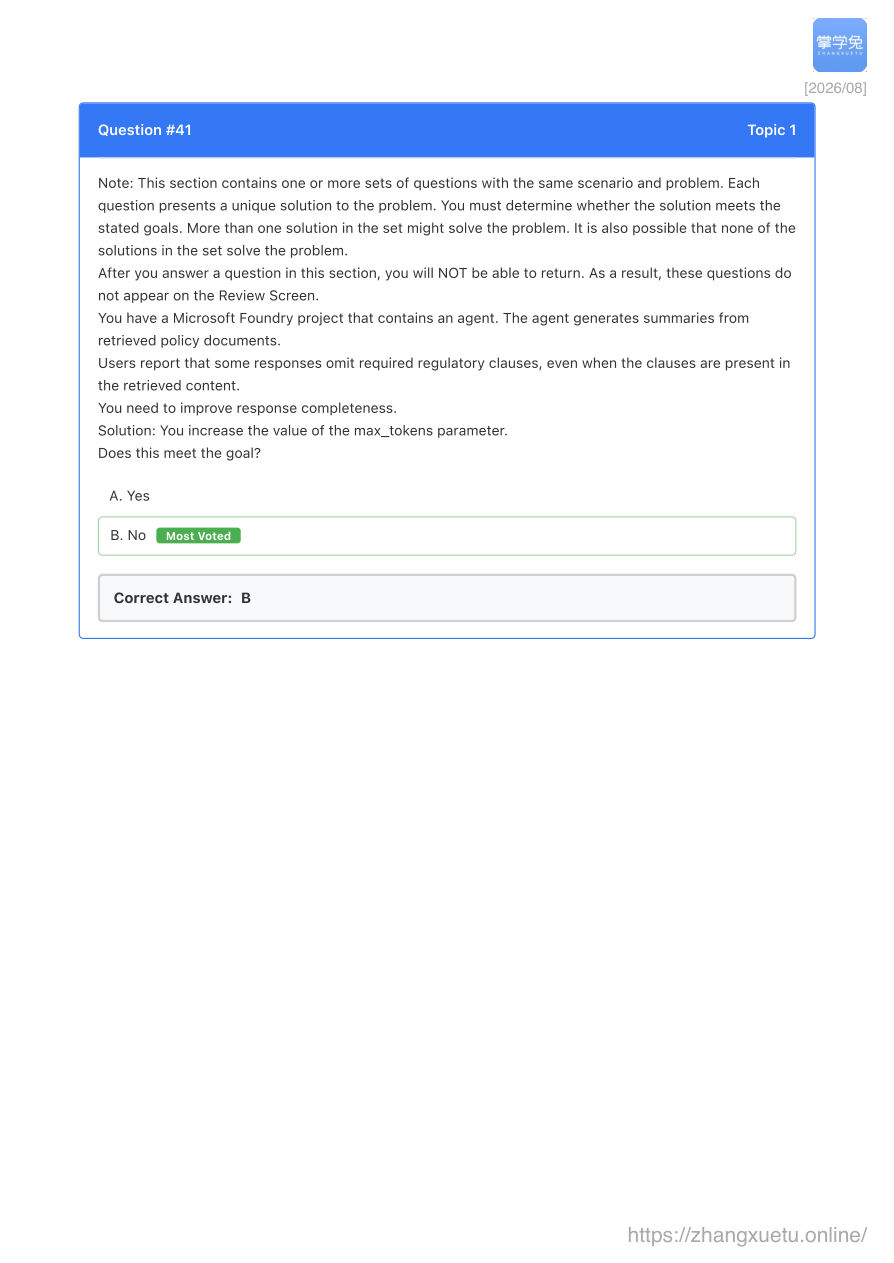 掌学兔
ZHANGXUETU
[2026/08]
Question #41 Topic 1
Note: This section contains one or more sets of questions with the same scenario and problem. Each
question presents a unique solution to the problem. You must determine whether the solution meets the
stated goals. More than one solution in the set might solve the problem. It is also possible that none of the
solutions in the set solve the problem.
After you answer a question in this section, you will NOT be able to return. As a result, these questions do
not appear on the Review Screen.
You have a Microsoft Foundry project that contains an agent. The agent generates summaries from
retrieved policy documents.
Users report that some responses omit required regulatory clauses, even when the clauses are present in
the retrieved content.
You need to improve response completeness.
Solution: You increase the value of the max_tokens parameter.
Does this meet the goal?
A. Yes
B. No Most Voted
Correct Answer: B
https://zhangxuetu.online/